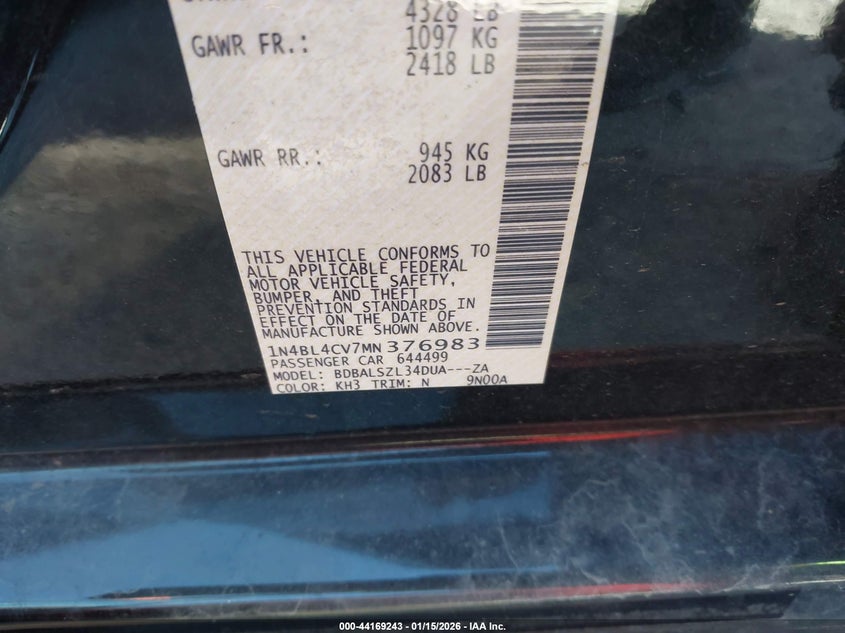 4328 LB
GAWR FR.: 1097 KG
2418 LB
GAWR RR.: 945 KG
2083 LB
THIS VEHICLE CONFORMS TO
ALL APPLICABLE FEDERAL
MOTOR VEHICLE SAFETY,
BUMPER, AND THEFT
PREVENTION STANDARDS IN
EFFECT ON THE DATE OF
MANUFACTURE SHOWN ABOVE.
1N4BL4CV7MN376983
PASSENGER CAR 644499
MODEL: BDBALSZL34DUA---ZA
COLOR: KH3 TRIM: N 9N00A
000-44169243 - 01/15/2026 - IAA Inc.